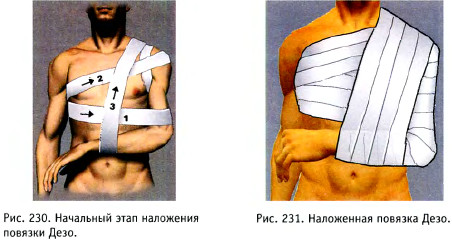 2
3
1
Рис. 230. Начальный этап наложения
повязки Дезо.
Рис. 231. Наложенная повязка Дезо.